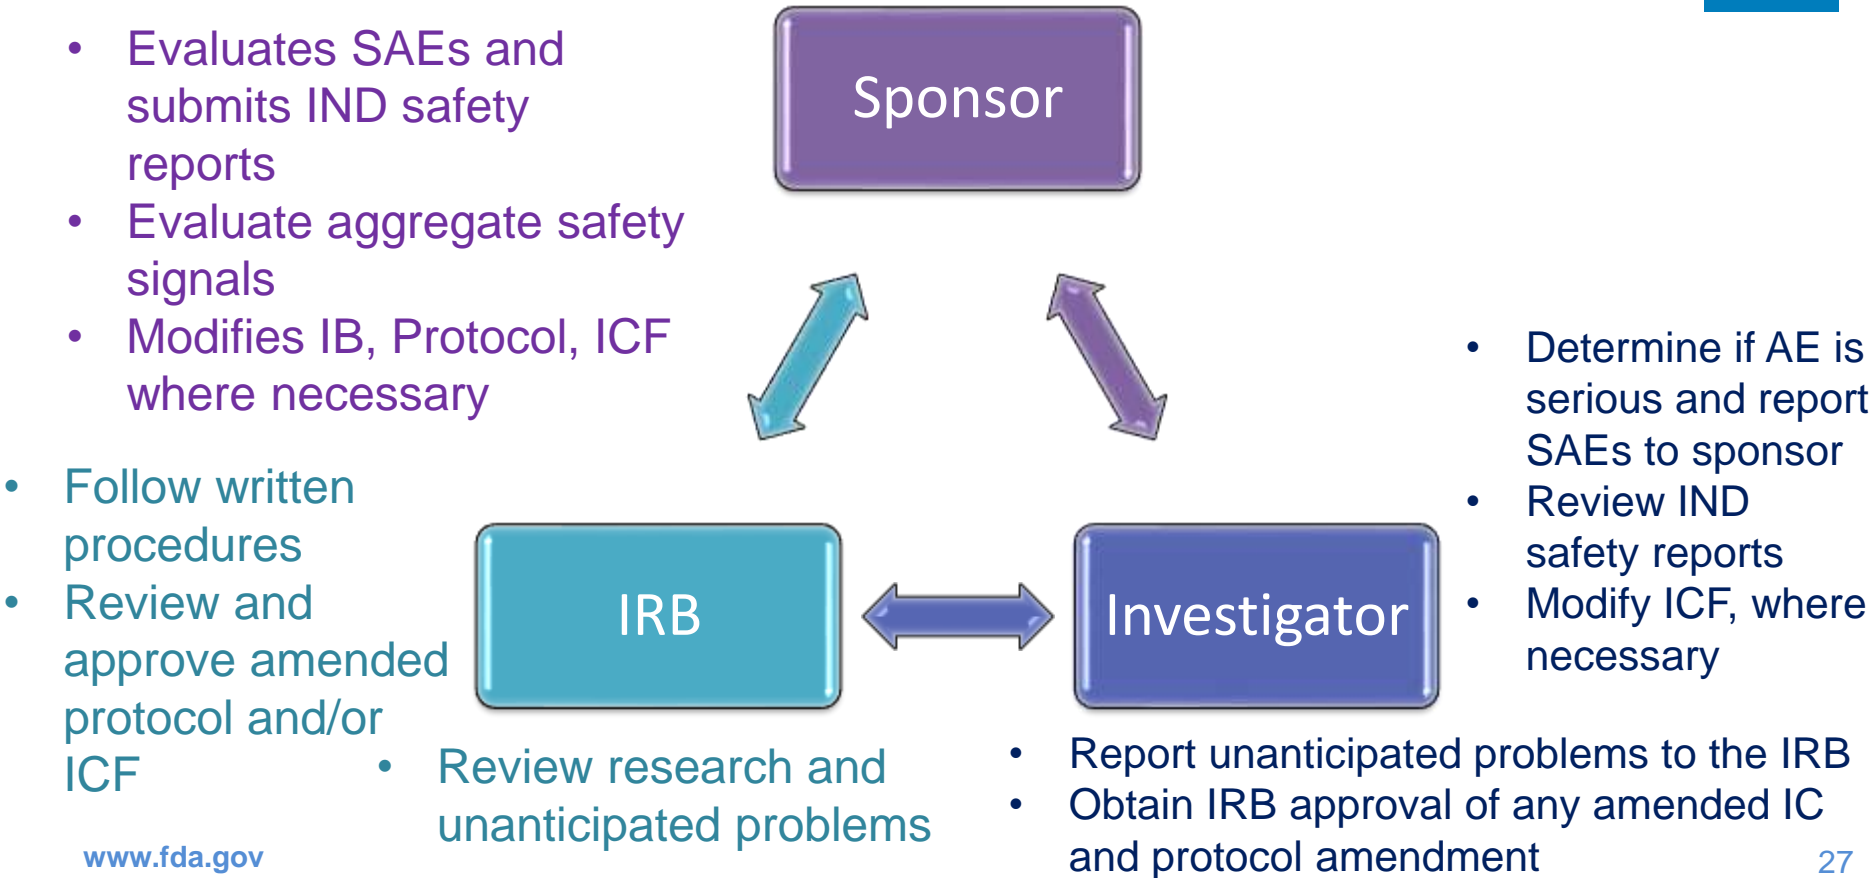 • Evaluates SAEs and
submits IND safety
reports
• Evaluate aggregate safety
signals
• Modifies IB, Protocol, ICF
where necessary
Sponsor
• Follow written
procedures
• Review and
approve amended
protocol and/or
ICF
• Review research and
unanticipated problems
IRB
Investigator
• Determine if AE is
serious and report
SAEs to sponsor
• Review IND
safety reports
• Modify ICF, where
necessary
• Report unanticipated problems to the IRB
• Obtain IRB approval of any amended IC
and protocol amendment
www.fda.gov
27